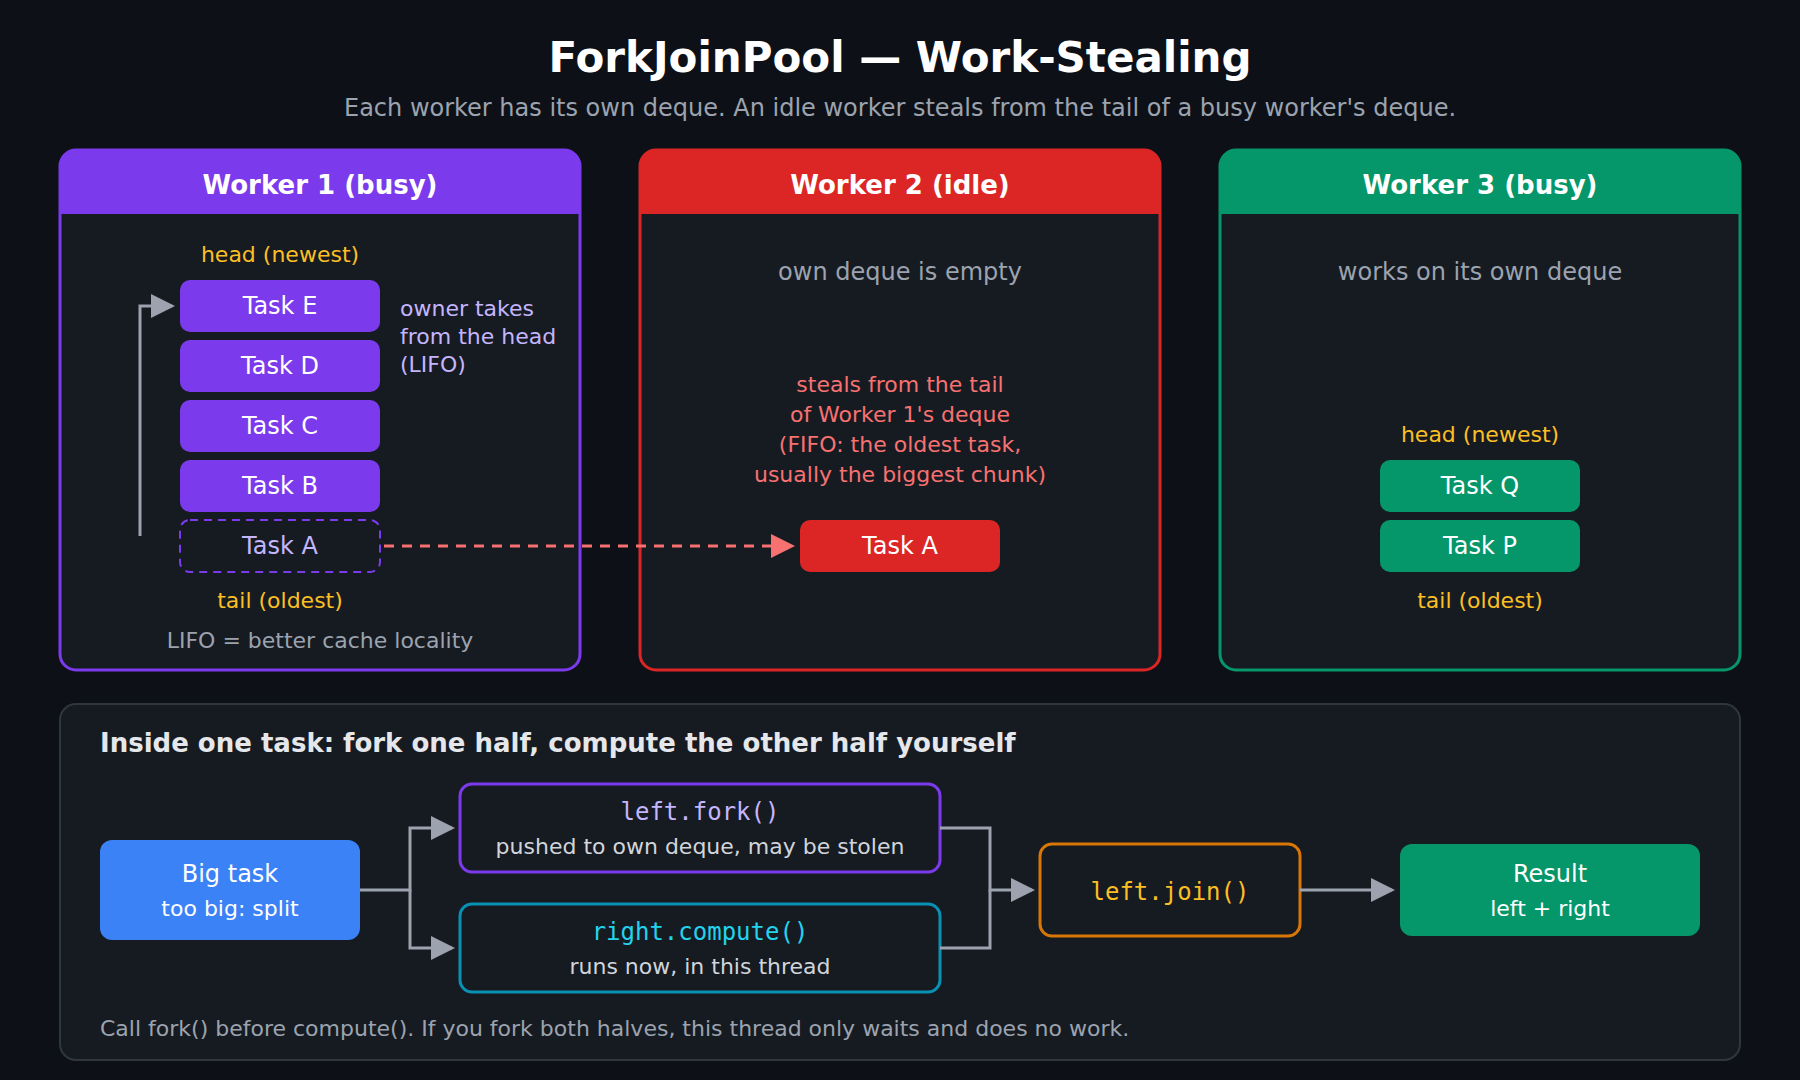 ForkJoinPool — Work-Stealing
Each worker has its own deque. An idle worker steals from the tail of a busy worker's deque.
Worker 1 (busy)
head (newest)
Task E
Task D
Task C
Task B
Task A
owner takes
from the head
(LIFO)
tail (oldest)
LIFO = better cache locality
Worker 2 (idle)
own deque is empty
steals from the tail
of Worker 1's deque
(FIFO: the oldest task,
usually the biggest chunk)
Task A
Worker 3 (busy)
works on its own deque
head (newest)
Task Q
Task P
tail (oldest)
Inside one task: fork one half, compute the other half yourself
Big task
too big: split
left.fork()
pushed to own deque, may be stolen
right.compute()
runs now, in this thread
left.join()
Result
left + right
Call fork() before compute(). If you fork both halves, this thread only waits and does no work.